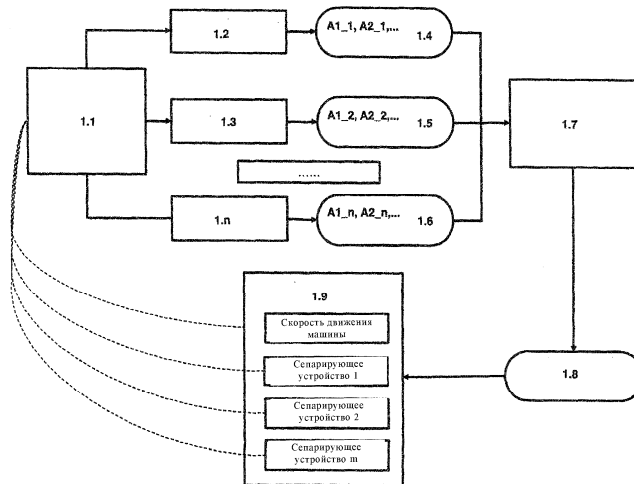 1.1
1.2
A1_1, A2_1,...
1.4
1.3
A1_2, A2_2,...
1.5
......
1.n
A1_n, A2_n,...
1.6
1.7
1.8
1.9
Скорость движения
машины
Сепарирующее
устройство 1
Сепарирующее
устройство 2
Сепарирующее
устройство m